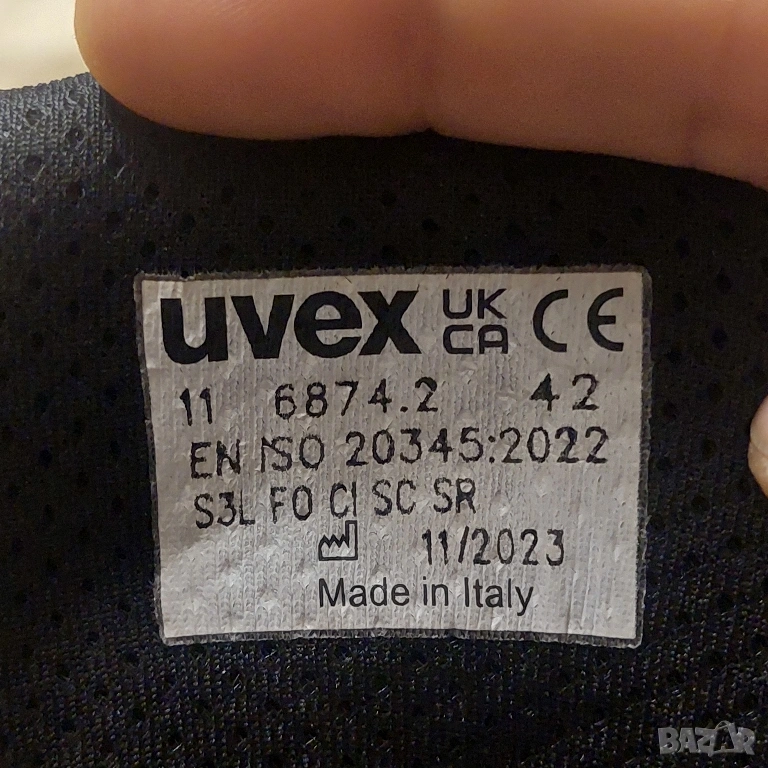 uvex UK CA CE
11 6874.2 42
EN ISO 20345:2022
S3L FO CI SC SR
11/2023
Made in Italy
BAZAR